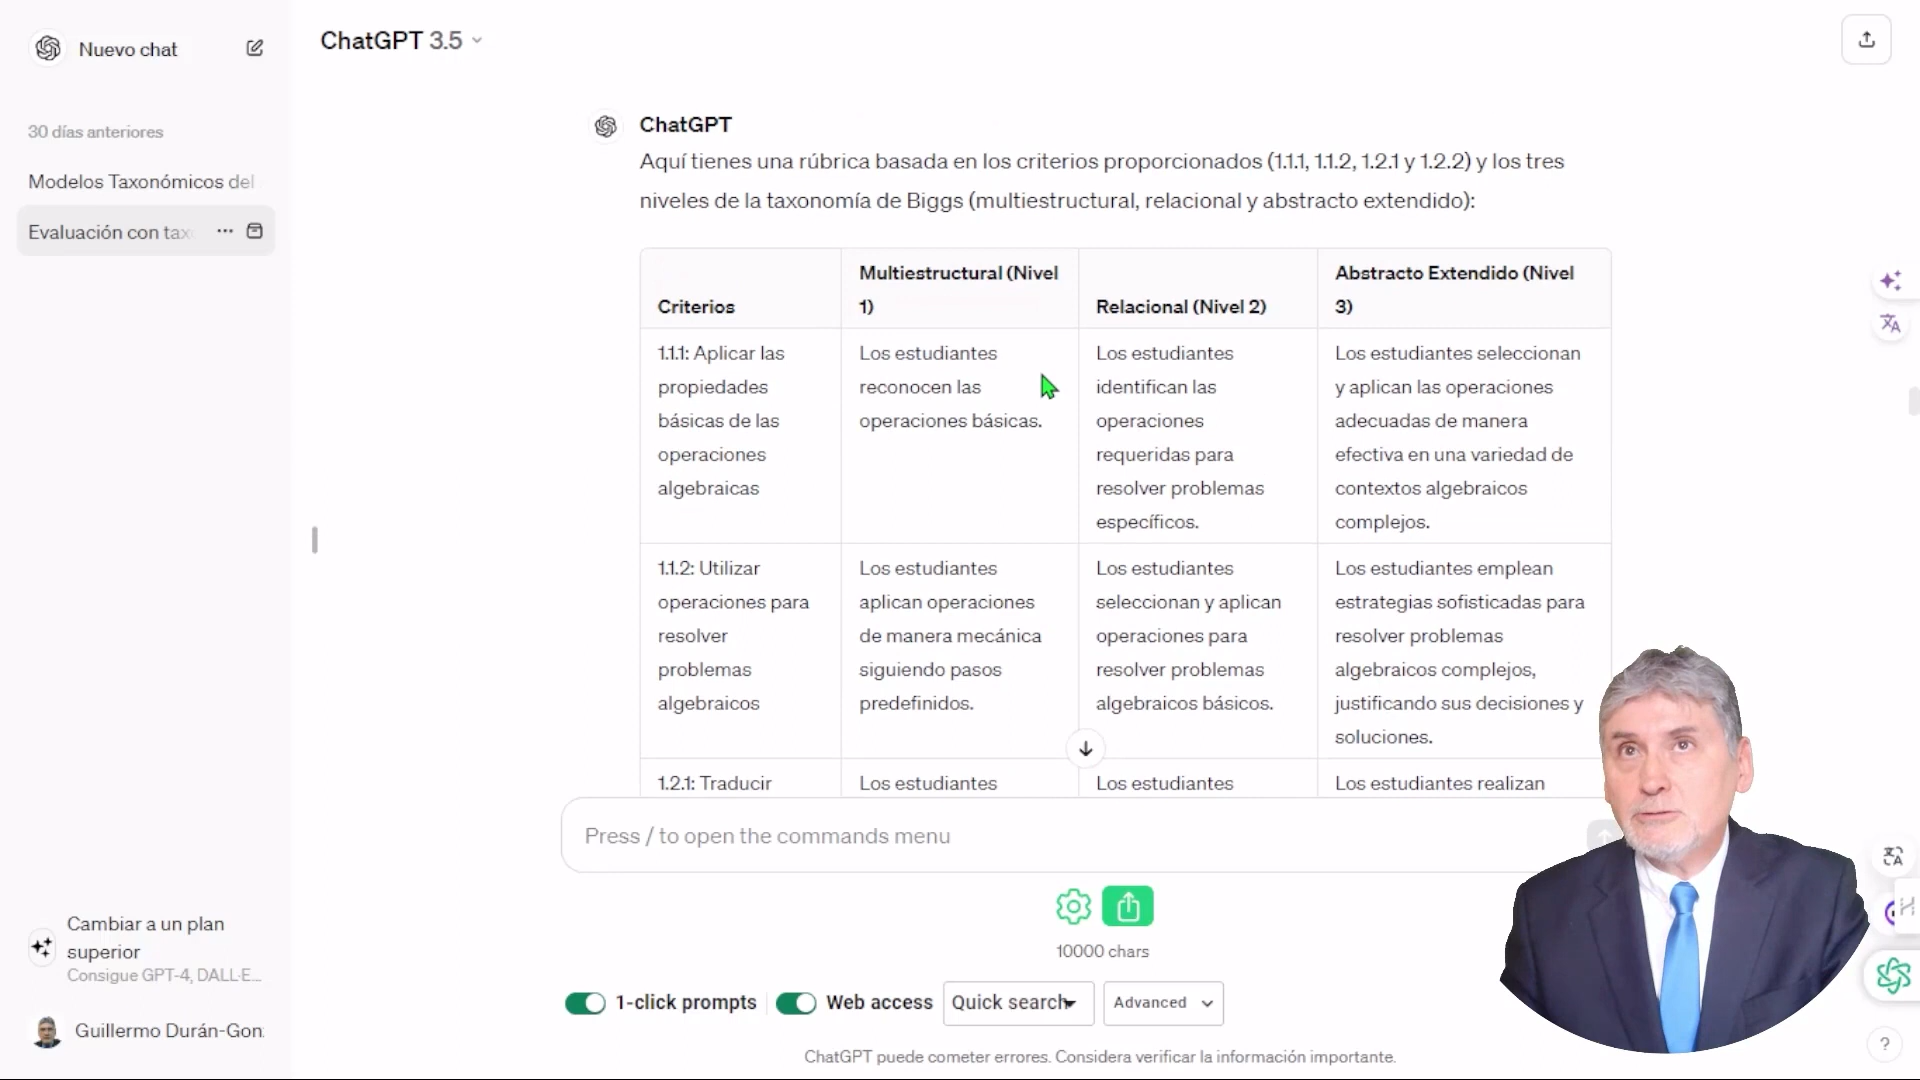 Nuevo chat
ChatGPT 3.5
30 días anteriores
Modelos Taxonómicos del
Evaluación con tax
ChatGPT
Aquí tienes una rúbrica basada en los criterios proporcionados (1.1.1, 1.1.2, 1.2.1 y 1.2.2) y los tres
niveles de la taxonomía de Biggs (multiestructural, relacional y abstracto extendido):
Criterios
Multiestructural (Nivel
1)
Relacional (Nivel 2)
Abstracto Extendido (Nivel
3)
1.1.1: Aplicar las
propiedades
básicas de las
operaciones
algebraicas
Los estudiantes
reconocen las
operaciones básicas.
Los estudiantes
identifican las
operaciones
requeridas para
resolver problemas
específicos.
Los estudiantes seleccionan
y aplican las operaciones
adecuadas de manera
efectiva en una variedad de
contextos algebraicos
complejos.
1.1.2: Utilizar
operaciones para
resolver
problemas
algebraicos
Los estudiantes
aplican operaciones
de manera mecánica
siguiendo pasos
predefinidos.
Los estudiantes
seleccionan y aplican
operaciones para
resolver problemas
algebraicos básicos.
Los estudiantes emplean
estrategias sofisticadas para
resolver problemas
algebraicos complejos,
justificando sus decisiones y
soluciones.
1.2.1: Traducir
Los estudiantes
Los estudiantes
Los estudiantes realizan
Press / to open the commands menu
10000 chars
1-click prompts
Web access
Quick search
Advanced
ChatGPT puede cometer errores. Considera verificar la información importante.
Cambiar a un plan
superior
Consigue GPT-4, DALL·E...
Guillermo Durán-Gon
?